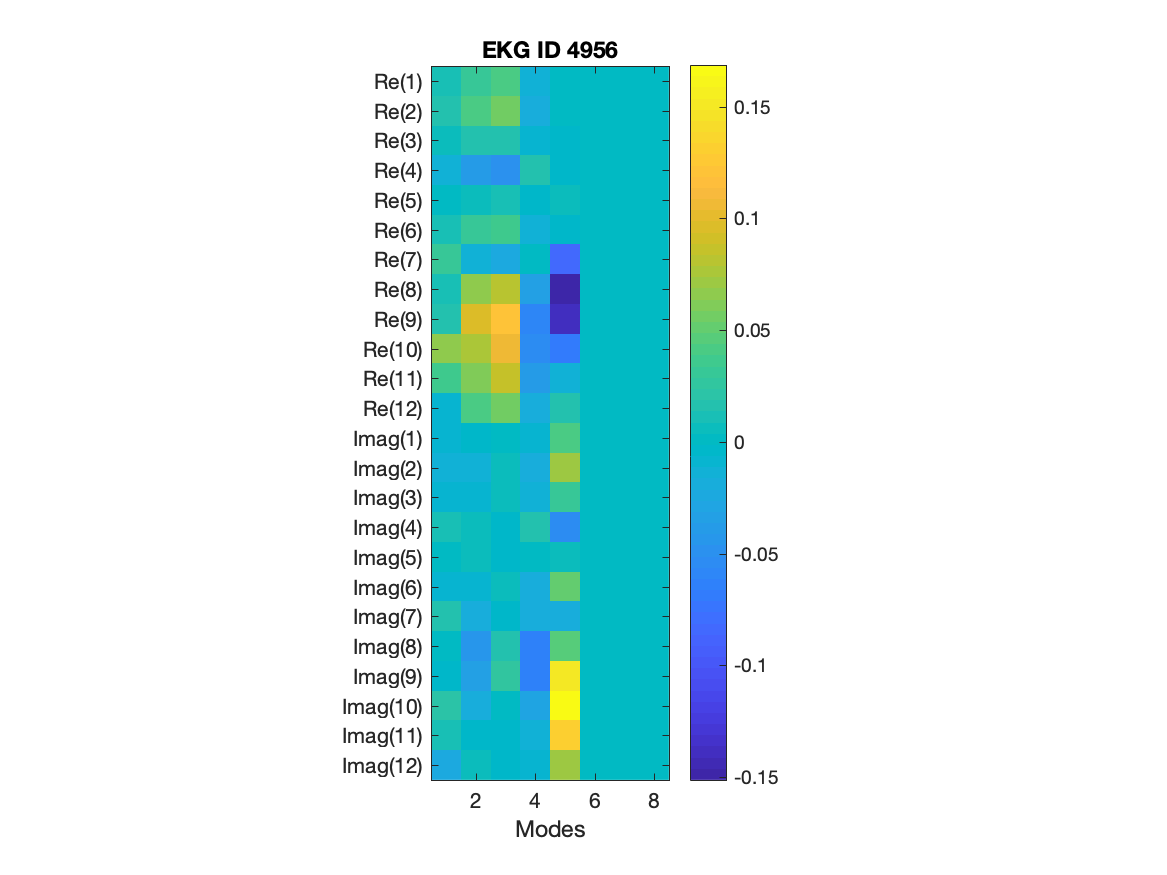 EKG ID 4956
Re(1)
Re(2)
Re(3)
Re(4)
Re(5)
Re(6)
Re(7)
Re(8)
Re(9)
Re(10)
Re(11)
Re(12)
Imag(1)
Imag(2)
Imag(3)
Imag(4)
Imag(5)
Imag(6)
Imag(7)
Imag(8)
Imag(9)
Imag(10)
Imag(11)
Imag(12)
2 4 6 8
Modes
0.15
0.1
0.05
0
-0.05
-0.1
-0.15